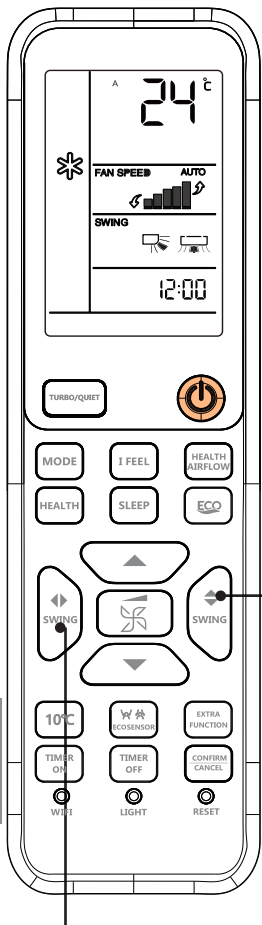 A 24 °C
FAN SPEED AUTO
SWING
12:00
TURBO/QUIET
MODE
I FEEL
HEALTH
AIRFLOW
HEALTH
SLEEP
ECO
SWING
SWING
10°C
ECOSENSOR
EXTRA
FUNCTION
TIMER
ON
TIMER
OFF
CONFIRM
CANCEL
WIFI
LIGHT
RESET